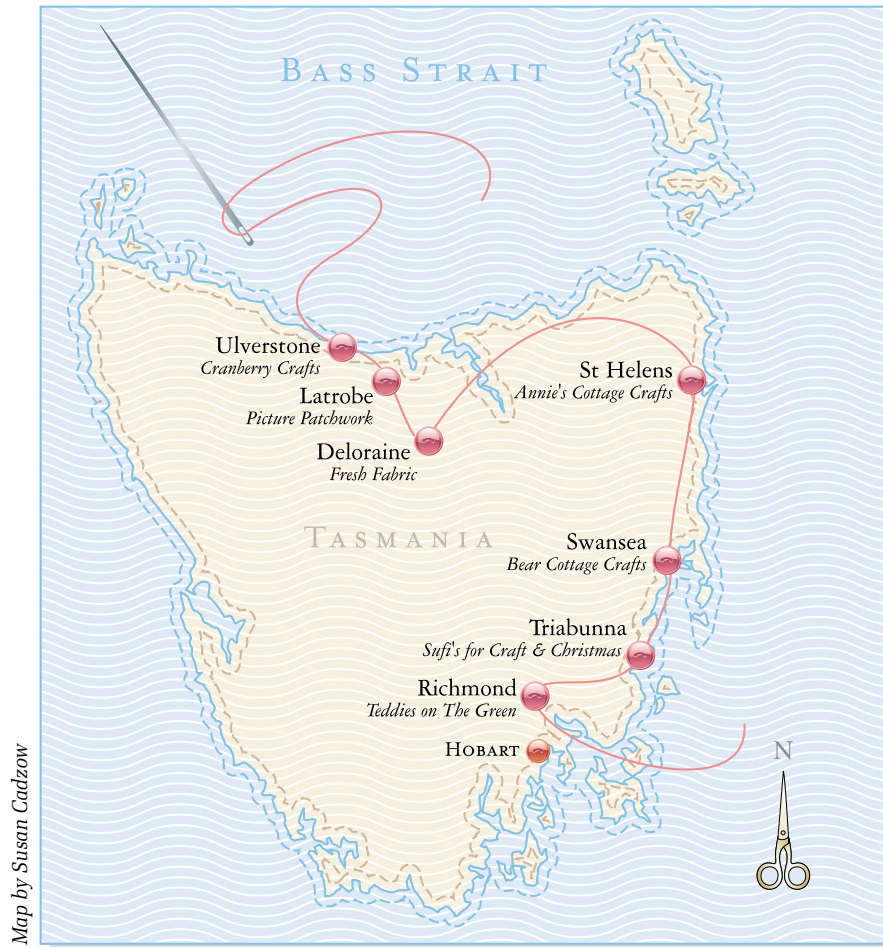 BASS STRAIT
Ulverstone
Cranberry Crafts
Latrobe
Picture Patchwork
Deloraine
Fresh Fabric
St Helens
Annie's Cottage Crafts
TASMANIA
Swansea
Bear Cottage Crafts
Triabunna
Sufi's for Craft & Christmas
Richmond
Teddies on The Green
HOBART
N
Map by Susan Cadzow